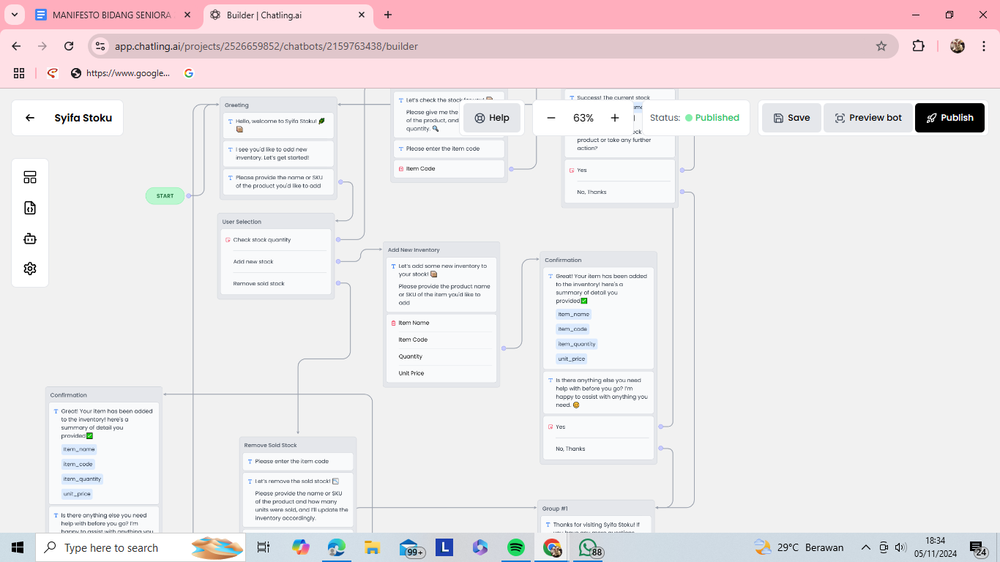 MANIFESTO BIDANG SENIORA
Builder | Chatling.ai
app.chatling.ai/projects/2526659852/chatbots/2159763438/builder
https://www.google...
Syifa Stoku
Help
63%
Status: Published
Save
Preview bot
Publish
START
Greeting
Hello, welcome to Syifa Stoku!
I see you'd like to add new
inventory. Let's get started!
Please provide the name or SKU
of the product you'd like to add
User Selection
Check stock quantity
Add new stock
Remove sold stock
Let's check the stock for you!
Please give me the
of the product, and
quantity.
Please enter the item code
Item Code
Success! The current stock
product or take any further
action?
Yes
No, Thanks
Add New Inventory
Let's add some new inventory to
your stock!
Please provide the product name
or SKU of the item you'd like to
add
Item Name
Item Code
Quantity
Unit Price
Confirmation
Great! Your item has been added
to the inventory! here's a
summary of detail you
provided✅
item_name
item_code
item_quantity
unit_price
Is there anything else you need
help with before you go? I'm
happy to assist with anything you
need.
Yes
No, Thanks
Confirmation
Great! Your item has been added
to the inventory! here's a
summary of detail you
provided✅
item_name
item_code
item_quantity
unit_price
Is there anything else you need
help with before you go? I'm
happy to assist with anything you
Remove Sold Stock
Please enter the item code
Let's remove the sold stock!
Please provide the name or SKU
of the product and how many
units were sold, and I'll update the
inventory accordingly.
Group #1
Thanks for visiting Syifa Stoku! If
you have any more questions
Type here to search
99+
L
88
29°C Berawan
18:34
05/11/2024
24